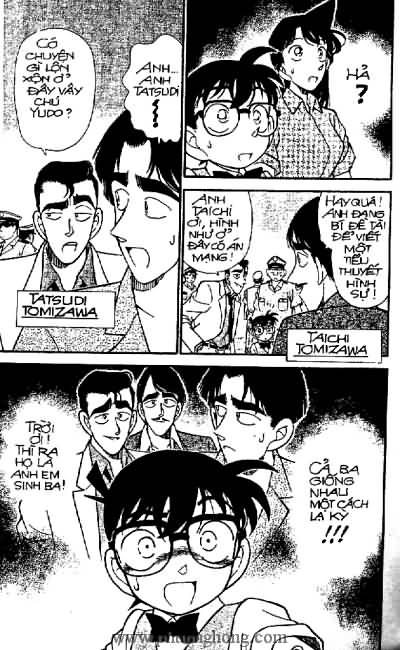 HẢ
?
ANH...
ANH
TATSUDI
!
CÓ
CHUYỆN
GÌ LỘN
XỘN Ở
ĐÂY VẬY
CHÚ
YUDO?
TATSUDI
TOMIZAWA
HAY QUÁ!
ANH ĐANG
BÍ ĐỀ TÀI
ĐỂ VIẾT
MỘT
TIỂU
THUYẾT
HÌNH
SỰ!
ANH
TAICHI
ƠI, HÌNH
NHƯ Ở
ĐÂY CÓ ÁN
MẠNG!
TAICHI
TOMIZAWA
CẢ BA
GIỐNG
NHAU
MỘT CÁCH
LẠ KỲ
!!!
TRỜI
ƠI!
THÌ RA
HỌ LÀ
ANH EM
SINH BA!
www.phuonghong.com